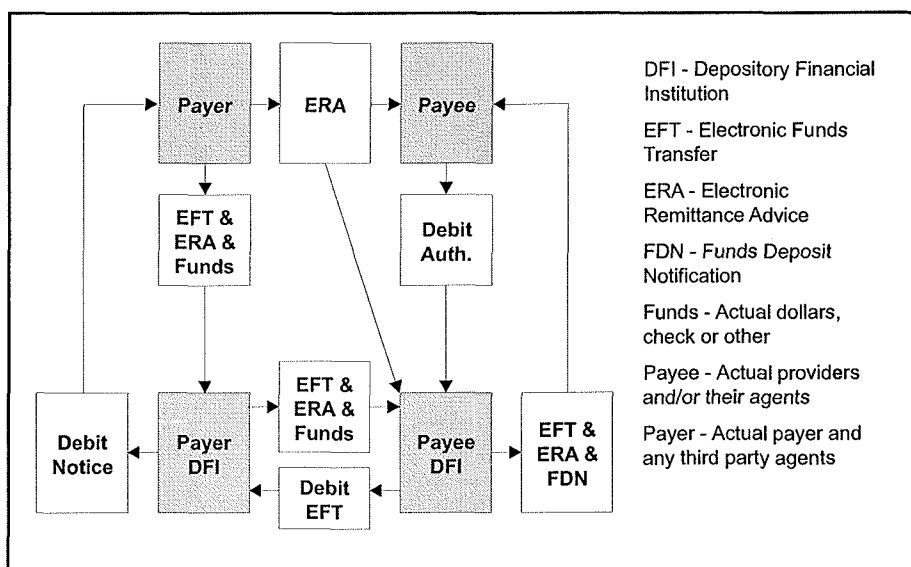 Payer
ERA
Payee
EFT &
ERA &
Funds
Debit
Auth.
Debit
Notice
Payer
DFI
EFT &
ERA &
Funds
Debit
EFT
Payee
DFI
EFT &
ERA &
FDN
DFI - Depository Financial
Institution
EFT - Electronic Funds
Transfer
ERA - Electronic
Remittance Advice
FDN - Funds Deposit
Notification
Funds - Actual dollars,
check or other
Payee - Actual providers
and/or their agents
Payer - Actual payer and
any third party agents